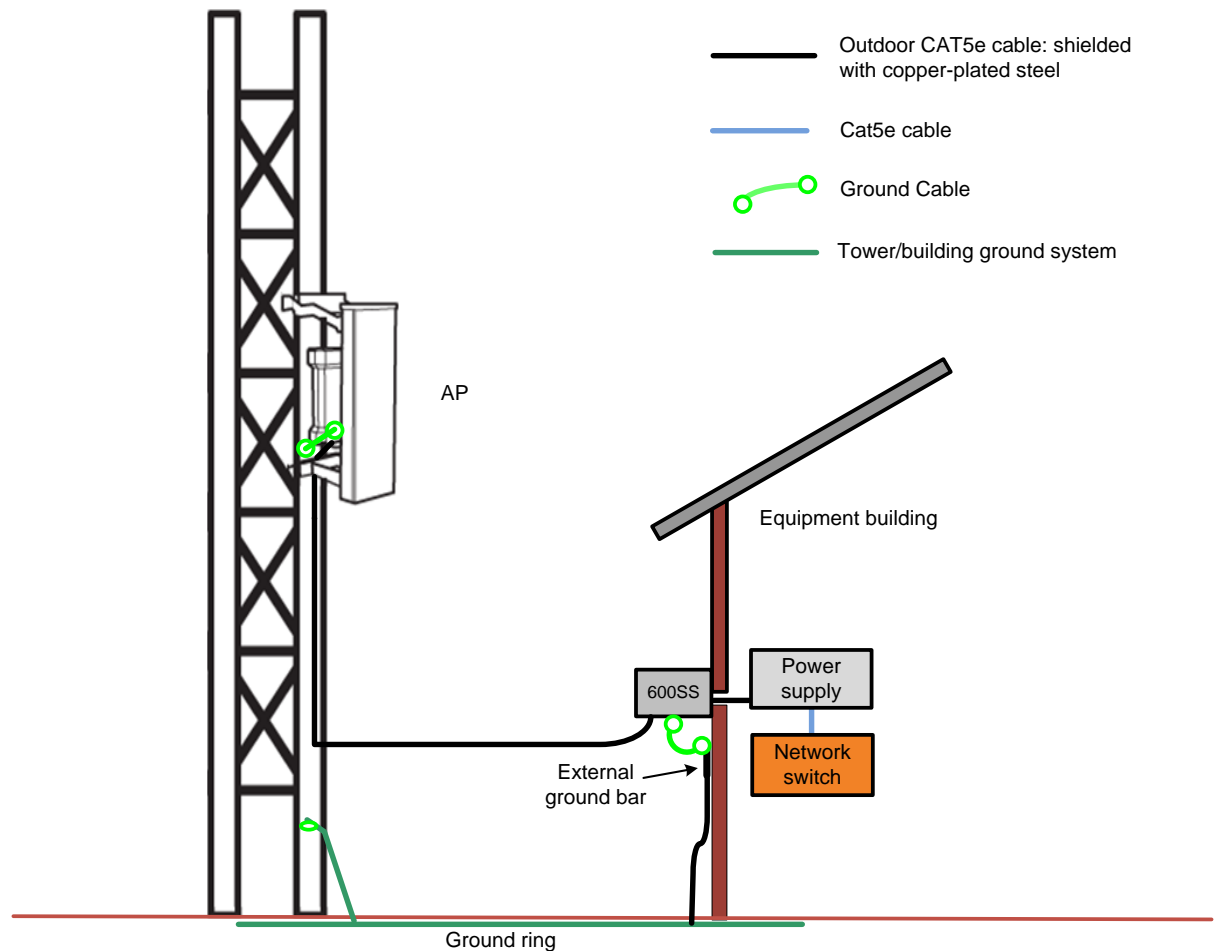 Outdoor CAT5e cable: shielded
with copper-plated steel
Cat5e cable
Ground Cable
Tower/building ground system
AP
Equipment building
600SS
Power
supply
Network
switch
External
ground bar
Ground ring